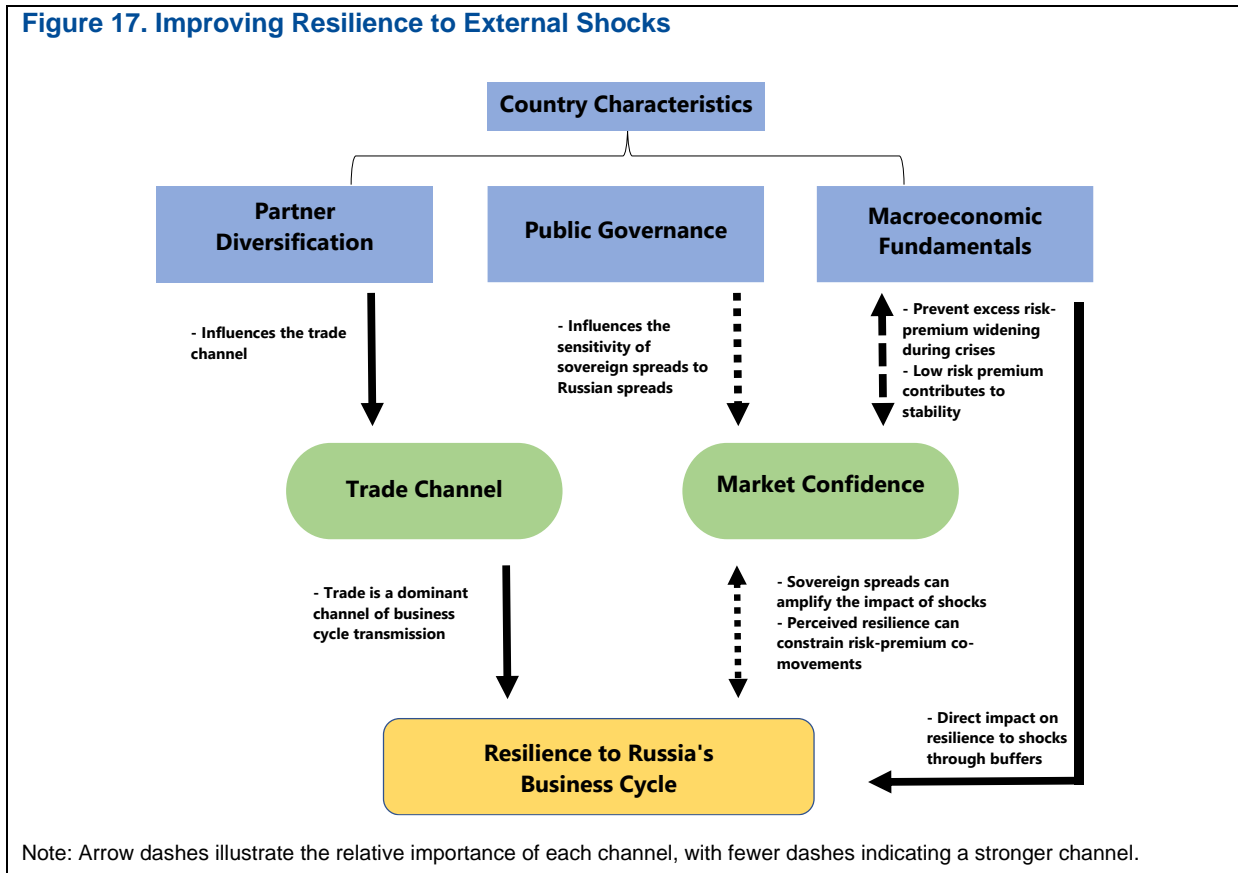 Figure 17. Improving Resilience to External Shocks
Country Characteristics
Partner
Diversification
Public Governance
Macroeconomic
Fundamentals
- Influences the trade
channel
- Influences the
sensitivity of
sovereign spreads to
Russian spreads
- Prevent excess risk-
premium widening
during crises
- Low risk premium
contributes to
stability
Trade Channel
Market Confidence
- Trade is a dominant
channel of business
cycle transmission
- Sovereign spreads can
amplify the impact of shocks
- Perceived resilience can
constrain risk-premium co-
movements
- Direct impact on
resilience to shocks
through buffers
Resilience to Russia's
Business Cycle
Note: Arrow dashes illustrate the relative importance of each channel, with fewer dashes indicating a stronger channel.